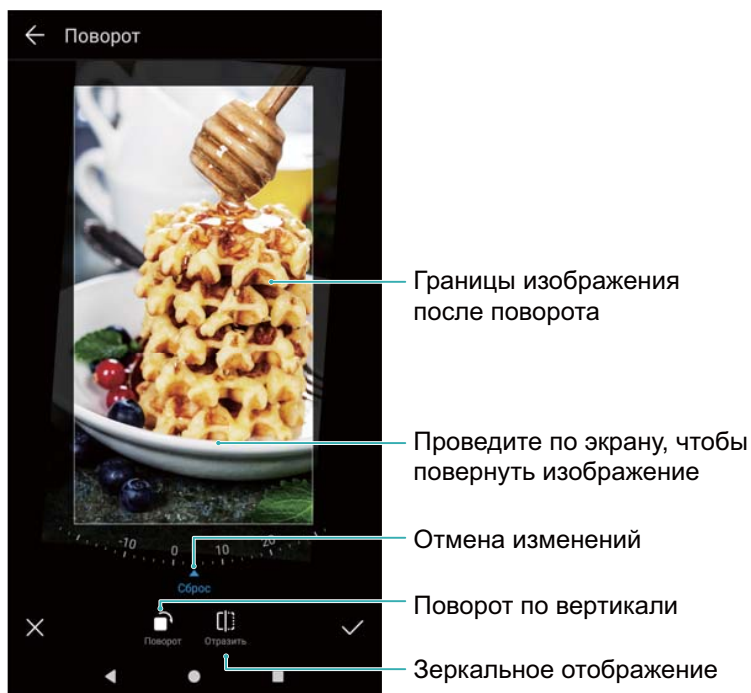 Поворот
Границы изображения
после поворота
Проведите по экрану, чтобы
повернуть изображение
-10 0 10 20
Отмена изменений
Сброс
Поворот по вертикали
Поворот Отразить
Зеркальное отображение